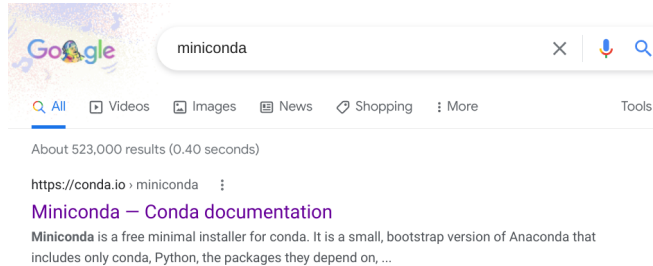 Google
miniconda
All Videos Images News Shopping More Tools
About 523,000 results (0.40 seconds)
https://conda.io › miniconda
Miniconda — Conda documentation
Miniconda is a free minimal installer for conda. It is a small, bootstrap version of Anaconda that
includes only conda, Python, the packages they depend on, ...